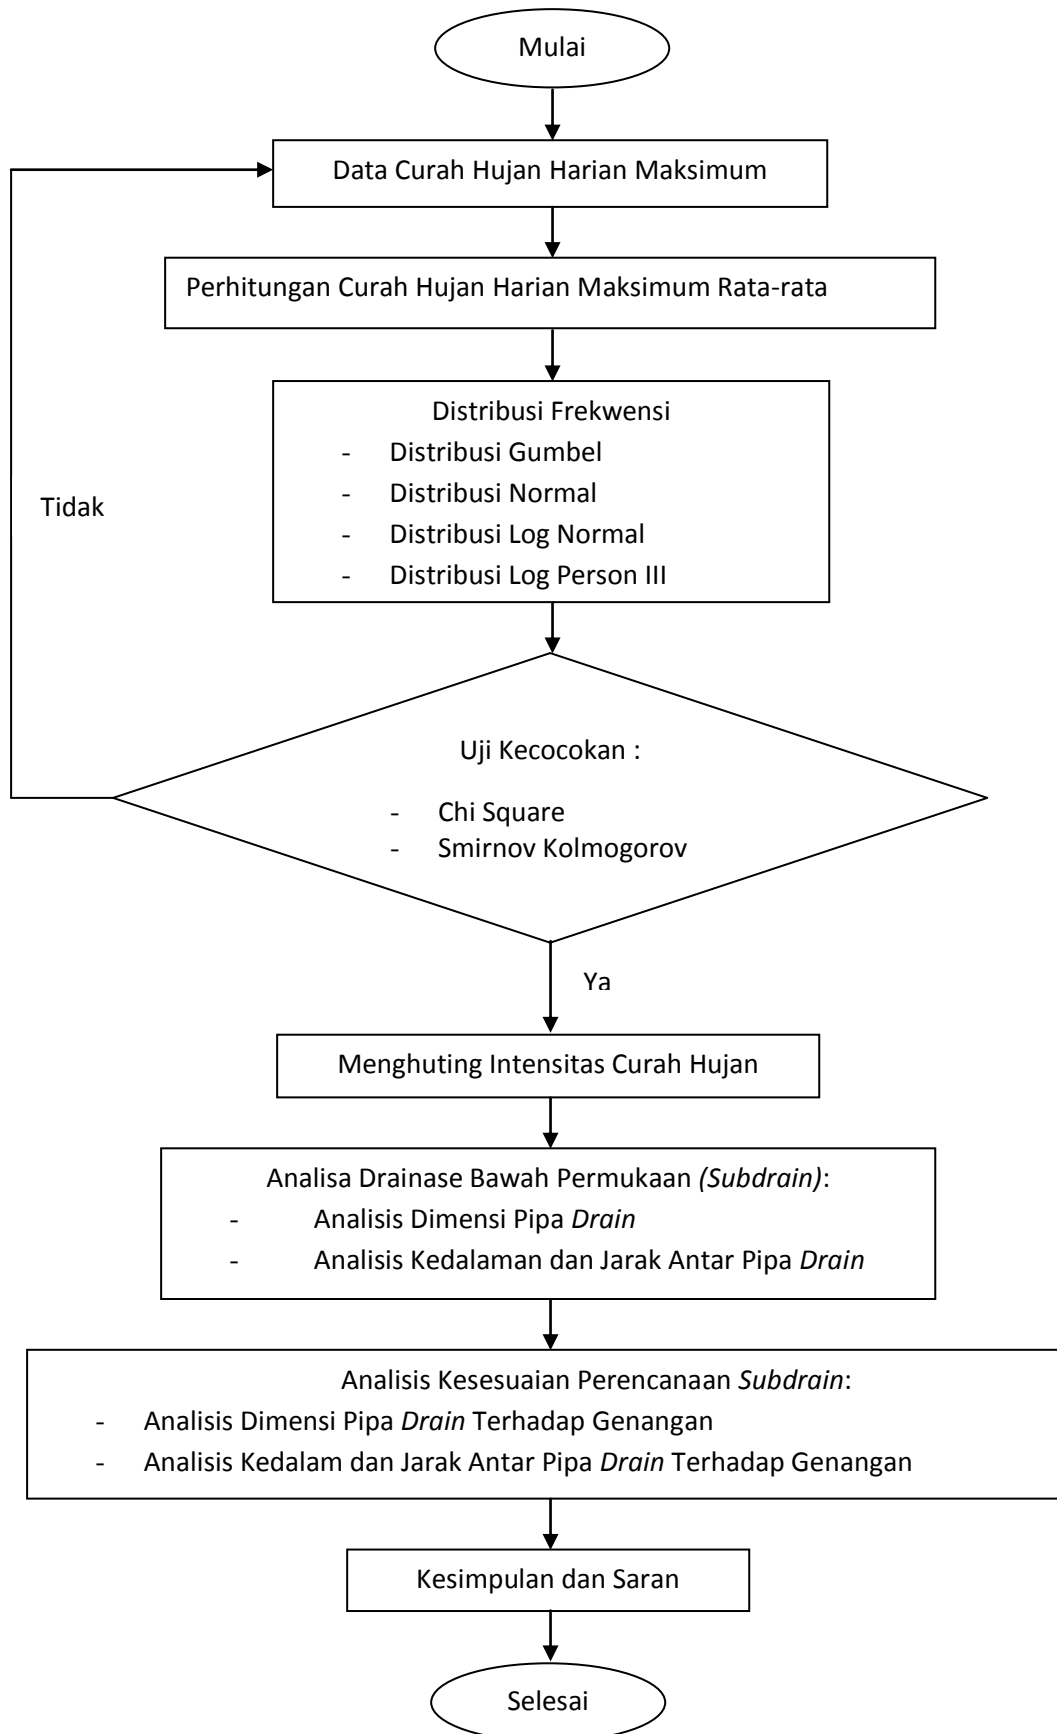 Mulai
Data Curah Hujan Harian Maksimum
Perhitungan Curah Hujan Harian Maksimum Rata-rata
Distribusi Frekwensi
- Distribusi Gumbel
- Distribusi Normal
- Distribusi Log Normal
- Distribusi Log Person III
Tidak
Uji Kecocokan :
- Chi Square
- Smirnov Kolmogorov
Ya
Menghuting Intensitas Curah Hujan
Analisa Drainase Bawah Permukaan (Subdrain):
- Analisis Dimensi Pipa Drain
- Analisis Kedalaman dan Jarak Antar Pipa Drain
Analisis Kesesuaian Perencanaan Subdrain:
- Analisis Dimensi Pipa Drain Terhadap Genangan
- Analisis Kedalam dan Jarak Antar Pipa Drain Terhadap Genangan
Kesimpulan dan Saran
Selesai